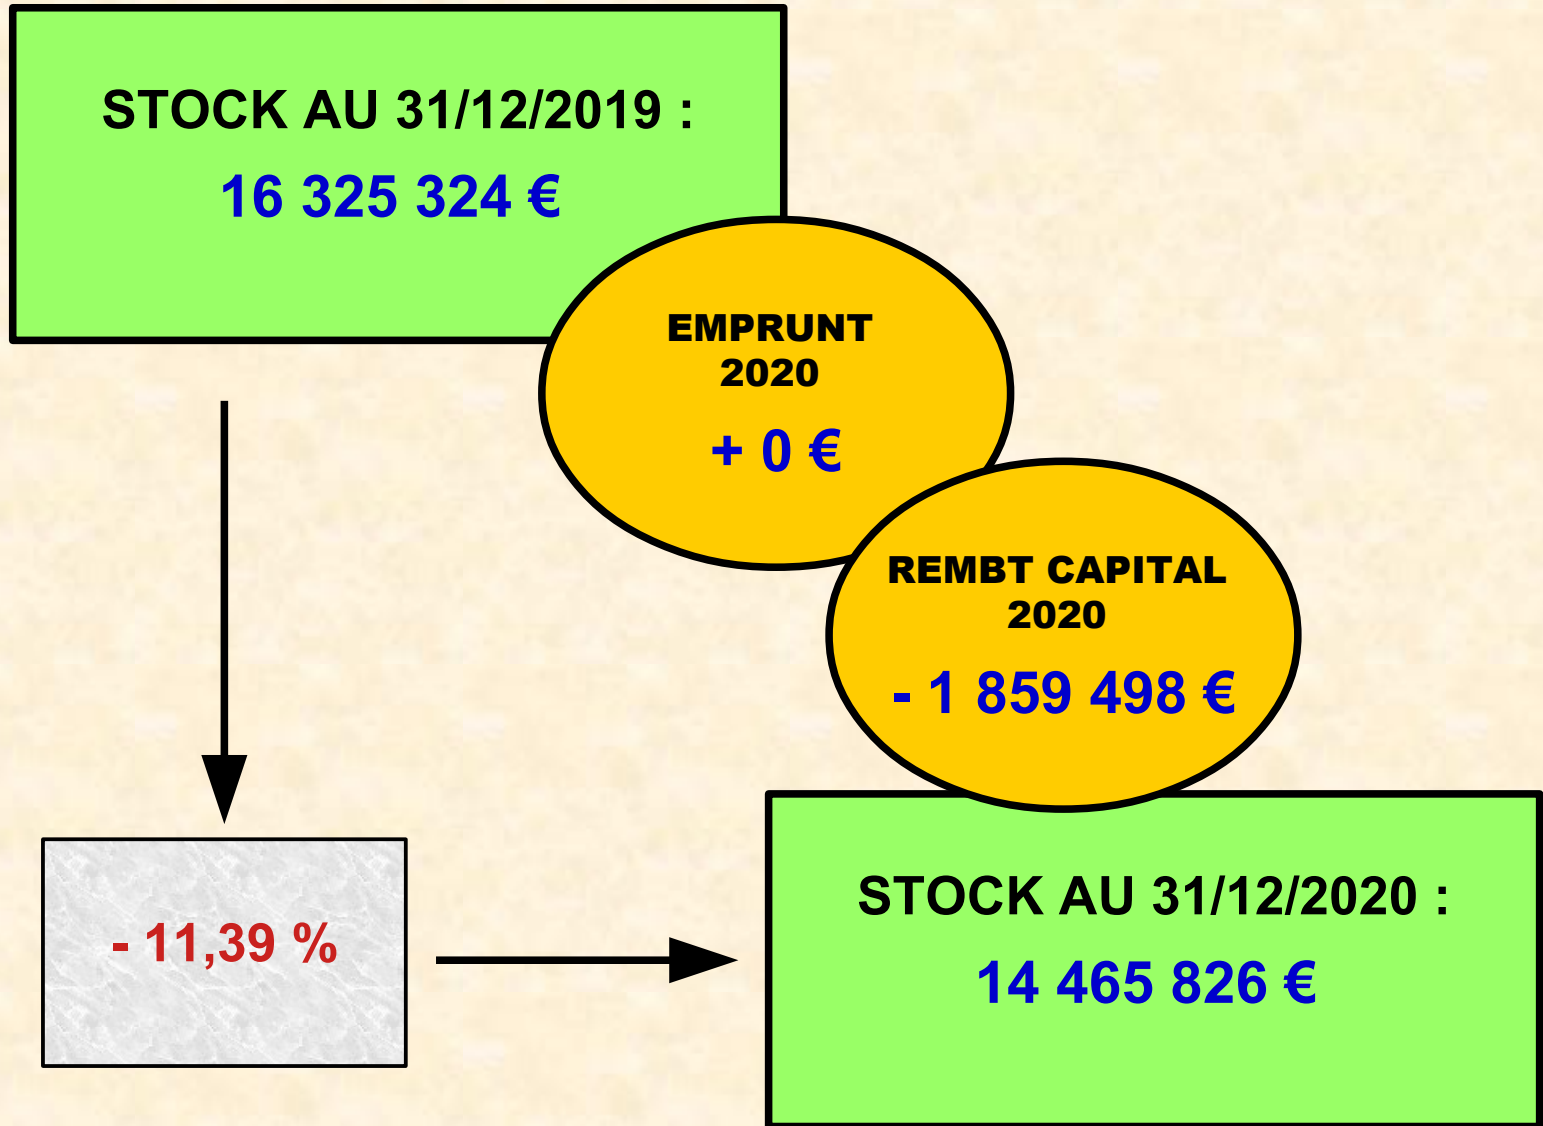 STOCK AU 31/12/2019 :
16 325 324 €
EMPRUNT
2020
+ 0 €
REMBT CAPITAL
2020
- 1 859 498 €
- 11,39 %
STOCK AU 31/12/2020 :
14 465 826 €